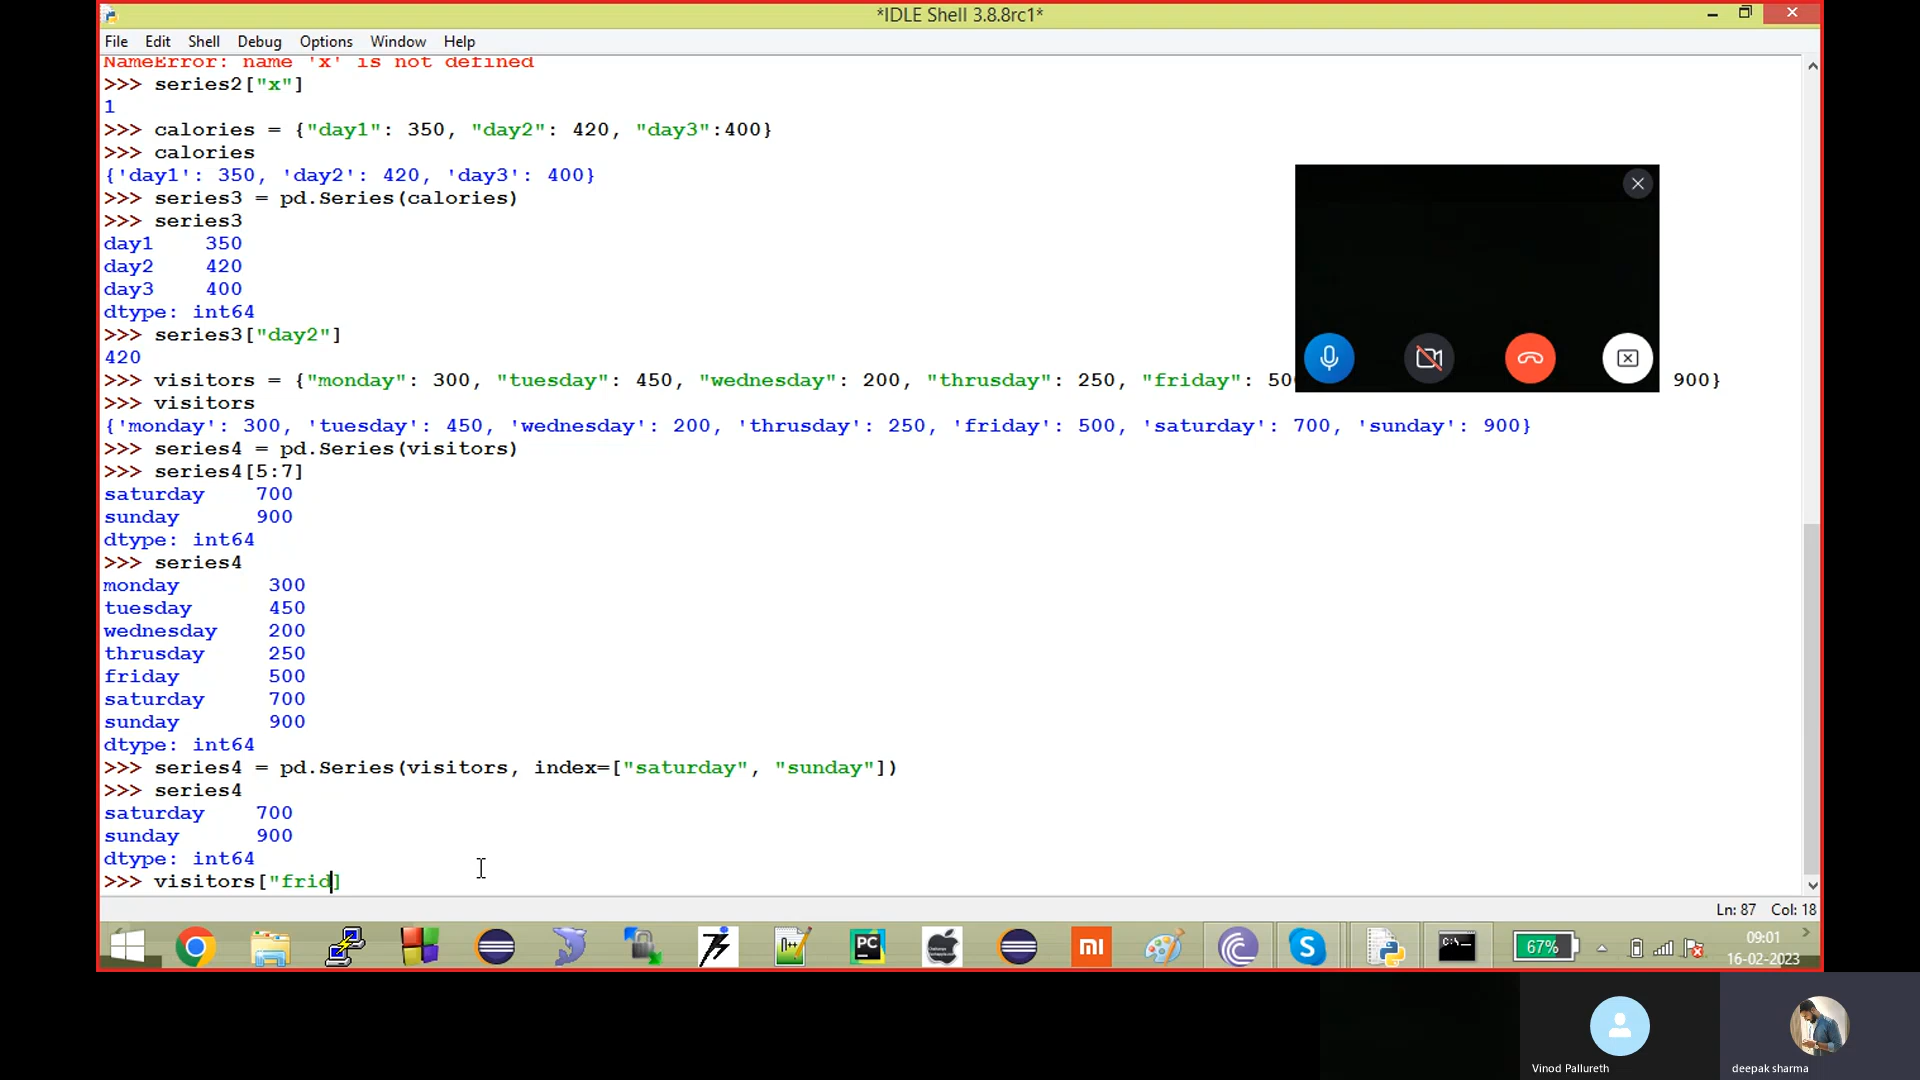 *IDLE Shell 3.8.8rc1*
File Edit Shell Debug Options Window Help
NameError: name 'x' is not defined
>>> series2["x"]
1
>>> calories = {"day1": 350, "day2": 420, "day3":400}
>>> calories
{'day1': 350, 'day2': 420, 'day3': 400}
>>> series3 = pd.Series(calories)
>>> series3
day1    350
day2    420
day3    400
dtype: int64
>>> series3["day2"]
420
>>> visitors = {"monday": 300, "tuesday": 450, "wednesday": 200, "thrusday": 250, "friday": 50 900}
>>> visitors
{'monday': 300, 'tuesday': 450, 'wednesday': 200, 'thrusday': 250, 'friday': 500, 'saturday': 700, 'sunday': 900}
>>> series4 = pd.Series(visitors)
>>> series4[5:7]
saturday    700
sunday      900
dtype: int64
>>> series4
monday       300
tuesday      450
wednesday    200
thrusday     250
friday       500
saturday     700
sunday       900
dtype: int64
>>> series4 = pd.Series(visitors, index=["saturday", "sunday"])
>>> series4
saturday    700
sunday      900
dtype: int64
>>> visitors["frid]
Ln: 87 Col: 18
PC
mi
C:\
67%
09:01
16-02-2023
Vinod Pallureth
deepak sharma